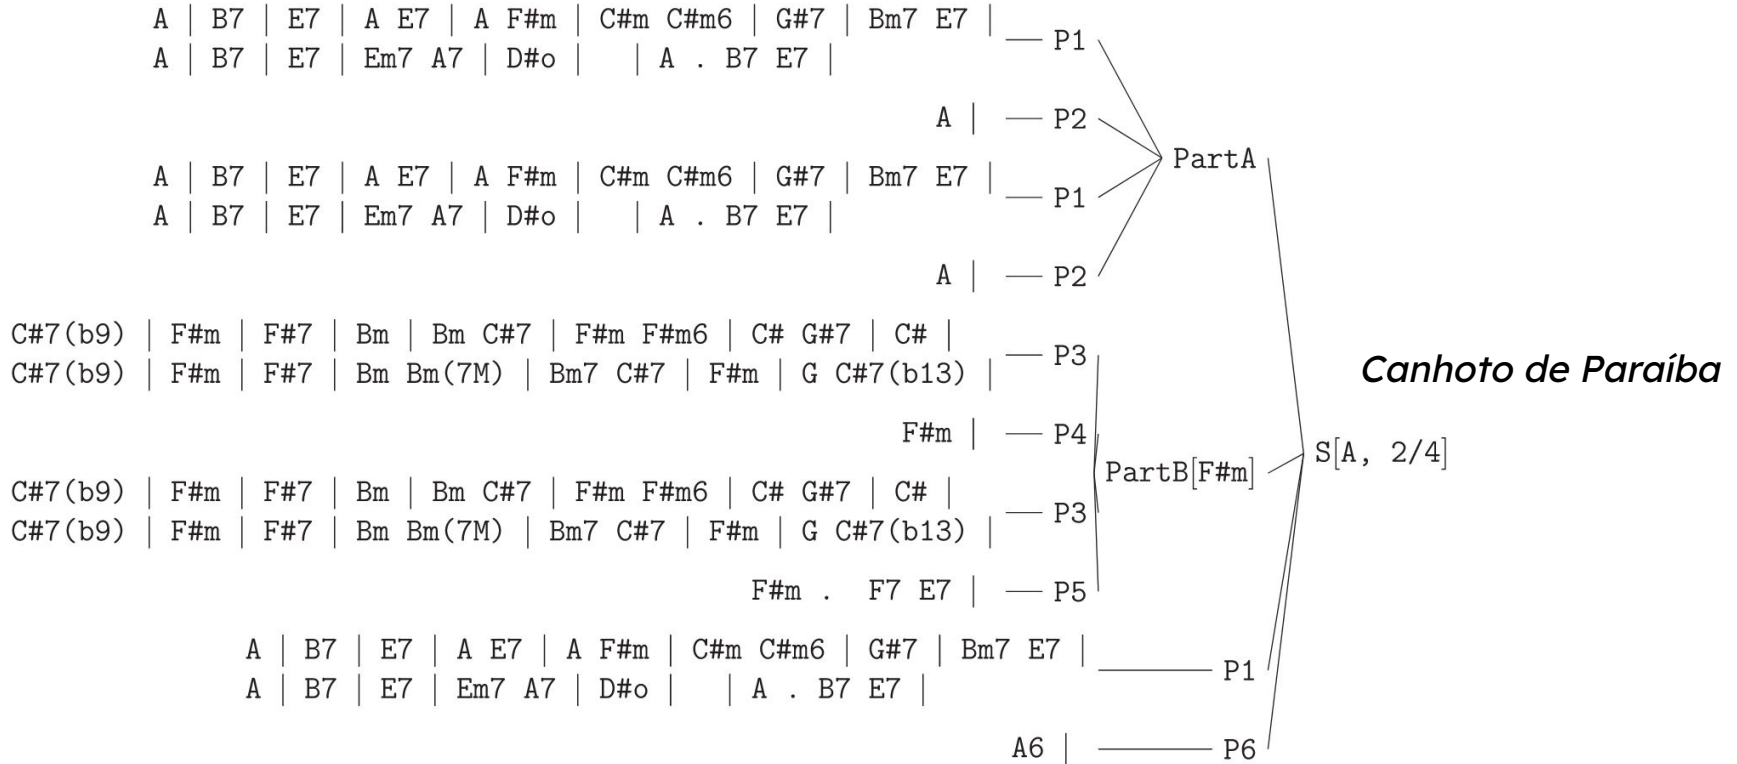 A | B7 | E7 | A E7 | A F#m | C#m C#m6 | G#7 | Bm7 E7 |
A | B7 | E7 | Em7 A7 | D#o | | A . B7 E7 |
P1
A |
P2
PartA
A | B7 | E7 | A E7 | A F#m | C#m C#m6 | G#7 | Bm7 E7 |
A | B7 | E7 | Em7 A7 | D#o | | A . B7 E7 |
P1
A |
P2
C#7(b9) | F#m | F#7 | Bm | Bm C#7 | F#m F#m6 | C# G#7 | C# |
C#7(b9) | F#m | F#7 | Bm Bm(7M) | Bm7 C#7 | F#m | G C#7(b13) |
P3
Canhoto de Paraíba
F#m |
P4
S[A, 2/4]
PartB[F#m]
C#7(b9) | F#m | F#7 | Bm | Bm C#7 | F#m F#m6 | C# G#7 | C# |
C#7(b9) | F#m | F#7 | Bm Bm(7M) | Bm7 C#7 | F#m | G C#7(b13) |
P3
F#m . F7 E7 |
P5
A | B7 | E7 | A E7 | A F#m | C#m C#m6 | G#7 | Bm7 E7 |
A | B7 | E7 | Em7 A7 | D#o | | A . B7 E7 |
P1
A6 |
P6